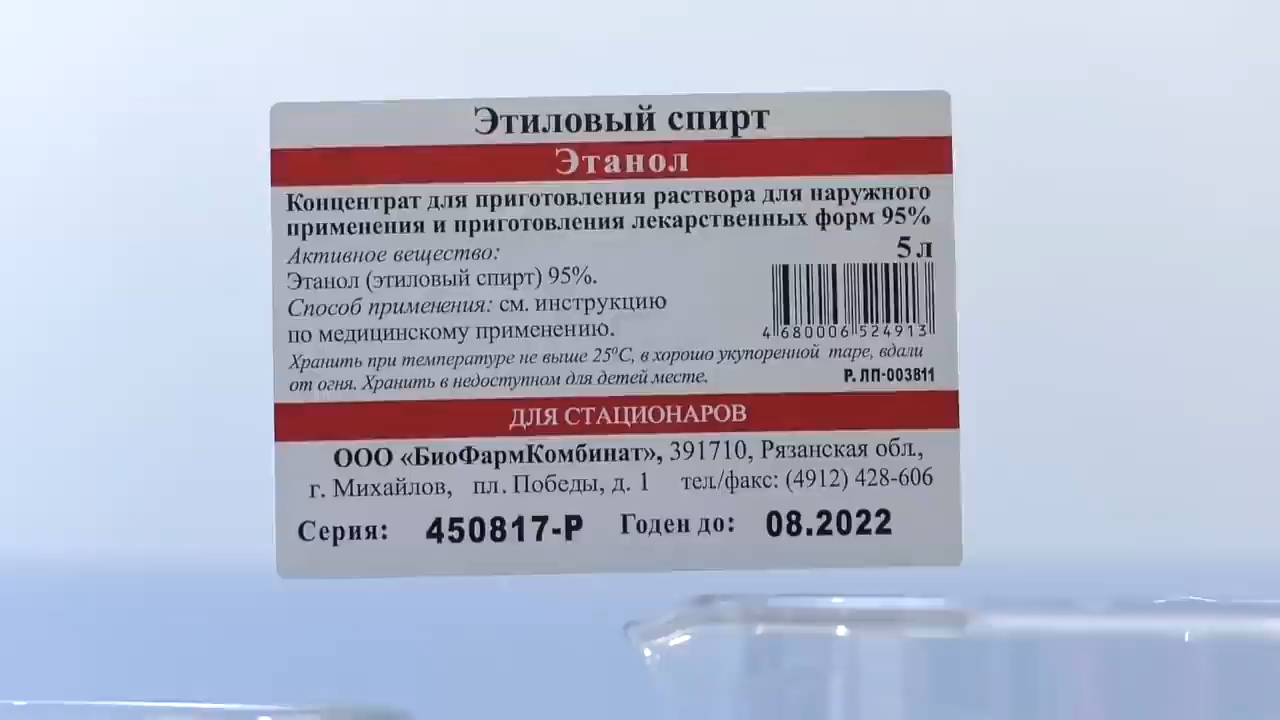 Этиловый спирт
Этанол
Концентрат для приготовления раствора для наружного
применения и приготовления лекарственных форм 95%
Активное вещество:
5 л
Этанол (этиловый спирт) 95%.
Способ применения: см. инструкцию
по медицинскому применению.
4 680006 524913
Хранить при температуре не выше 25⁰С, в хорошо укупоренной таре, вдали
от огня. Хранить в недоступном для детей месте.
Р. ЛП-003811
ДЛЯ СТАЦИОНАРОВ
ООО «БиоФармКомбинат», 391710, Рязанская обл.,
г. Михайлов, пл. Победы, д. 1 тел./факс: (4912) 428-606
Серия: 450817-Р Годен до: 08.2022